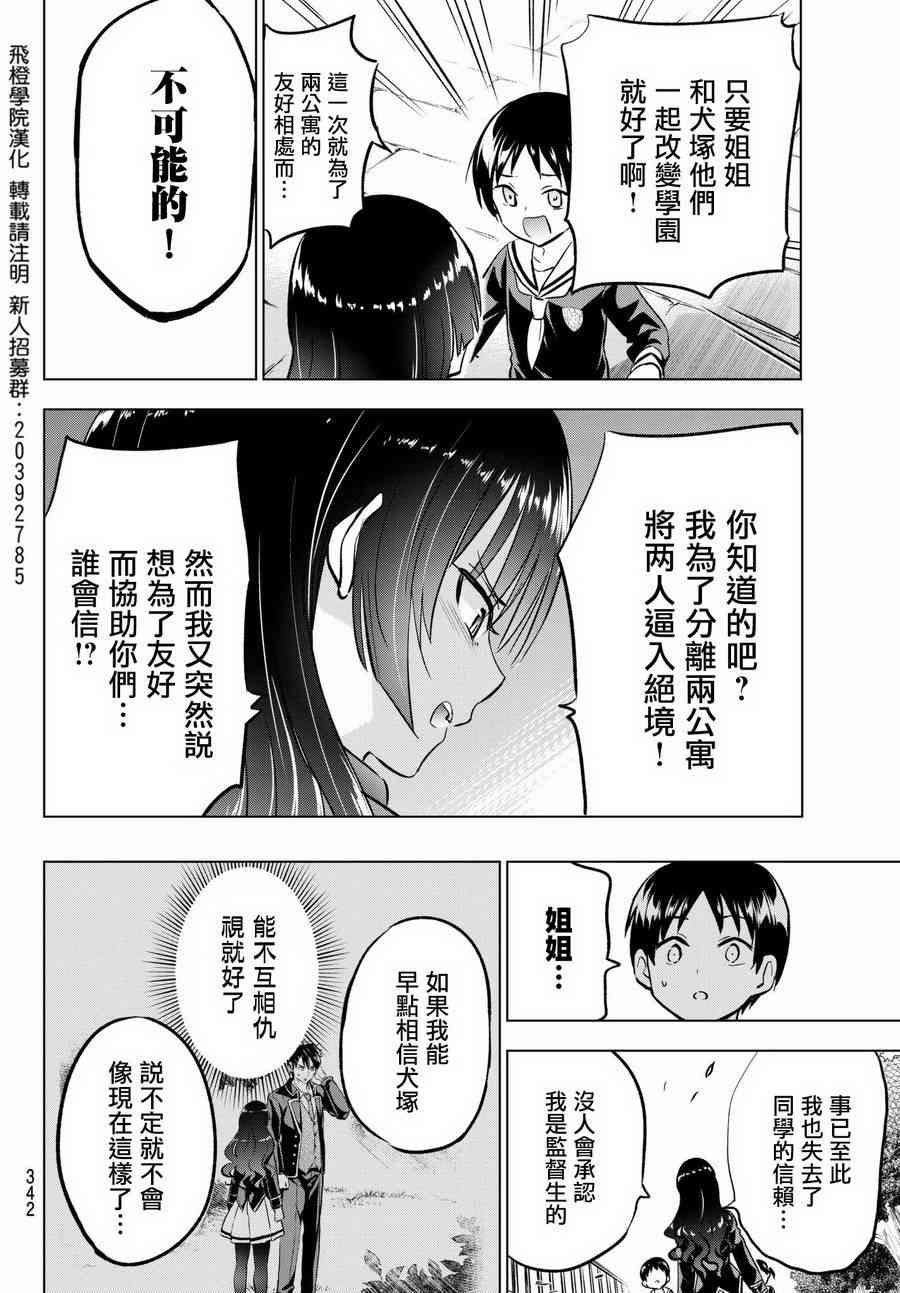 只要姐姐
和犬塚他們
一起改變學園
就好了啊！
這一次就為了
兩公寓的
友好相處而…
不可能的！
你知道的吧？
我為了分離兩公寓
將两人逼入絕境！
然而我又突然説
想為了友好
而協助你們…
誰會信!?
姐姐…
事已至此
我也失去了
同學的信賴…
沒人會承認
我是監督生的
如果我能
早點相信犬塚
能不互相仇
視就好了
說不定就不會
像現在這樣了…
飛橙學院漢化 轉載請注明 新人招募群：20392785
342